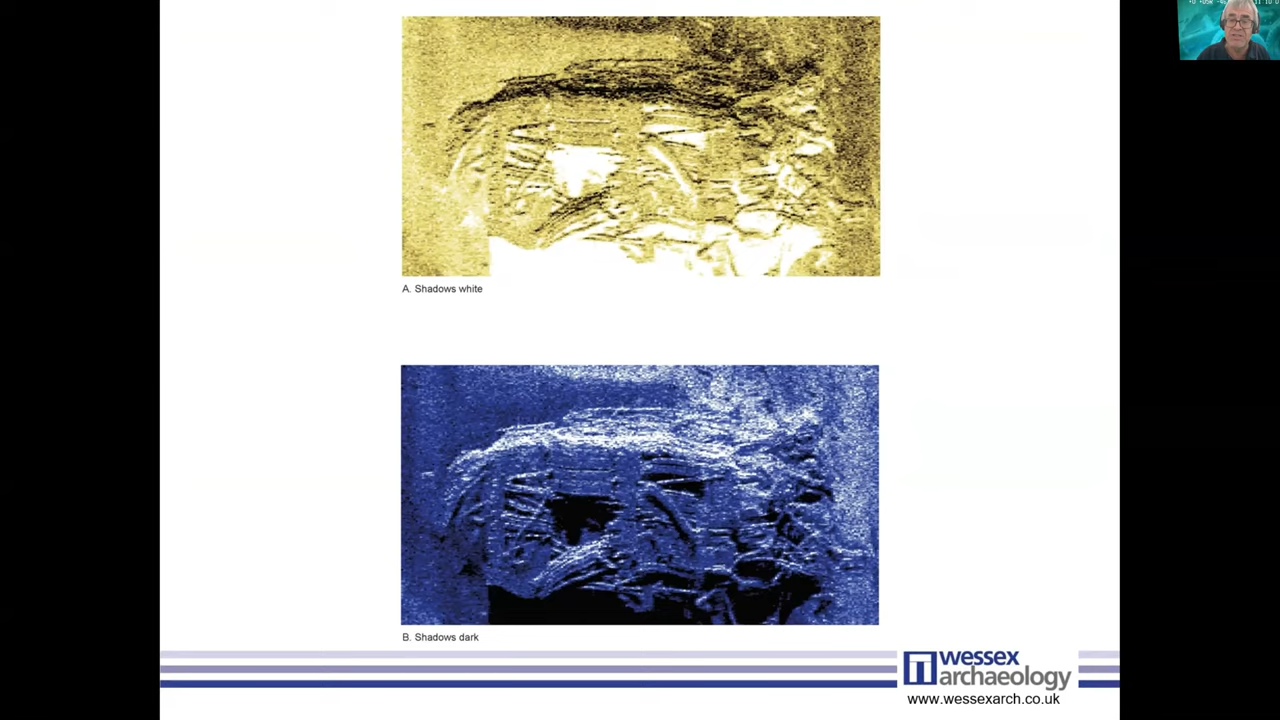 A. Shadows white
B. Shadows dark
wessex
archaeology
www.wessexarch.co.uk